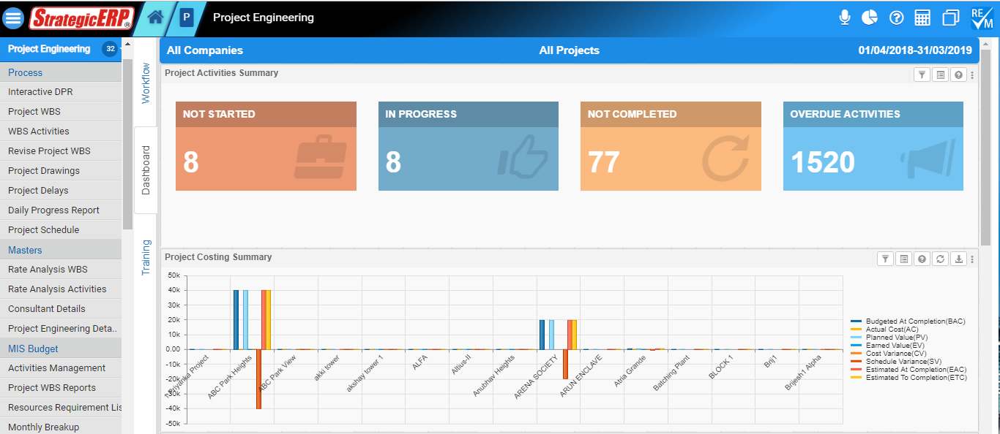 StrategicERP®
P
Project Engineering
RE
M
Project Engineering 32
Process
Interactive DPR
Project WBS
WBS Activities
Revise Project WBS
Project Drawings
Project Delays
Daily Progress Report
Project Schedule
Masters
Rate Analysis WBS
Rate Analysis Activities
Consultant Details
Project Engineering Deta..
MIS Budget
Activities Management
Project WBS Reports
Resources Requirement Lis
Monthly Breakup
Workflow
Dashboard
Training
All Companies All Projects 01/04/2018-31/03/2019
Project Activities Summary
NOT STARTED
8
IN PROGRESS
8
NOT COMPLETED
77
OVERDUE ACTIVITIES
1520
Project Costing Summary
50k
40k
30k
20k
10k
0.00
-10k
-20k
-30k
-40k
-50k
Priyanka Project
ABC Park Heights
ABC Park View
akki tower
akshay tower 1
ALFA
Altius-II
Anubhav Heights
ARENA SOCIETY
ARUN ENCLAVE
Atria Grande
Batching Plant
BLOCK 1
Brij1
Brijesh1 Alpha
Budgeted At Completion(BAC)
Actual Cost(AC)
Planned Value(PV)
Earned Value(EV)
Cost Variance(CV)
Schedule Variance(SV)
Estimated At Completion(EAC)
Estimated To Completion(ETC)